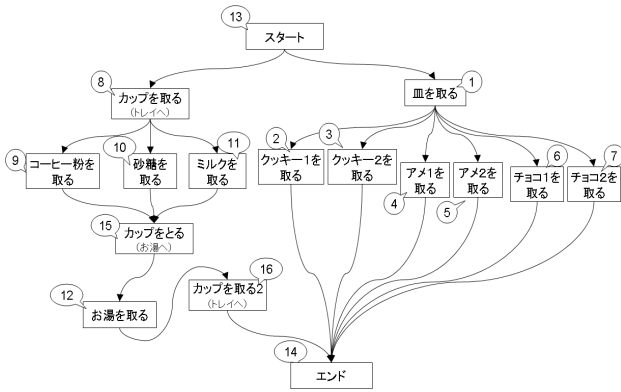 13
スタート
8
カップを取る
(トレイへ)
1
皿を取る
9
コーヒー粉を
取る
10
砂糖を
取る
11
ミルクを
取る
2
クッキー1を
取る
3
クッキー2を
取る
4
アメ1を
取る
5
アメ2を
取る
6
チョコ1を
取る
7
チョコ2を
取る
15
カップをとる
(お湯へ)
12
お湯を取る
16
カップを取る2
(トレイへ)
14
エンド